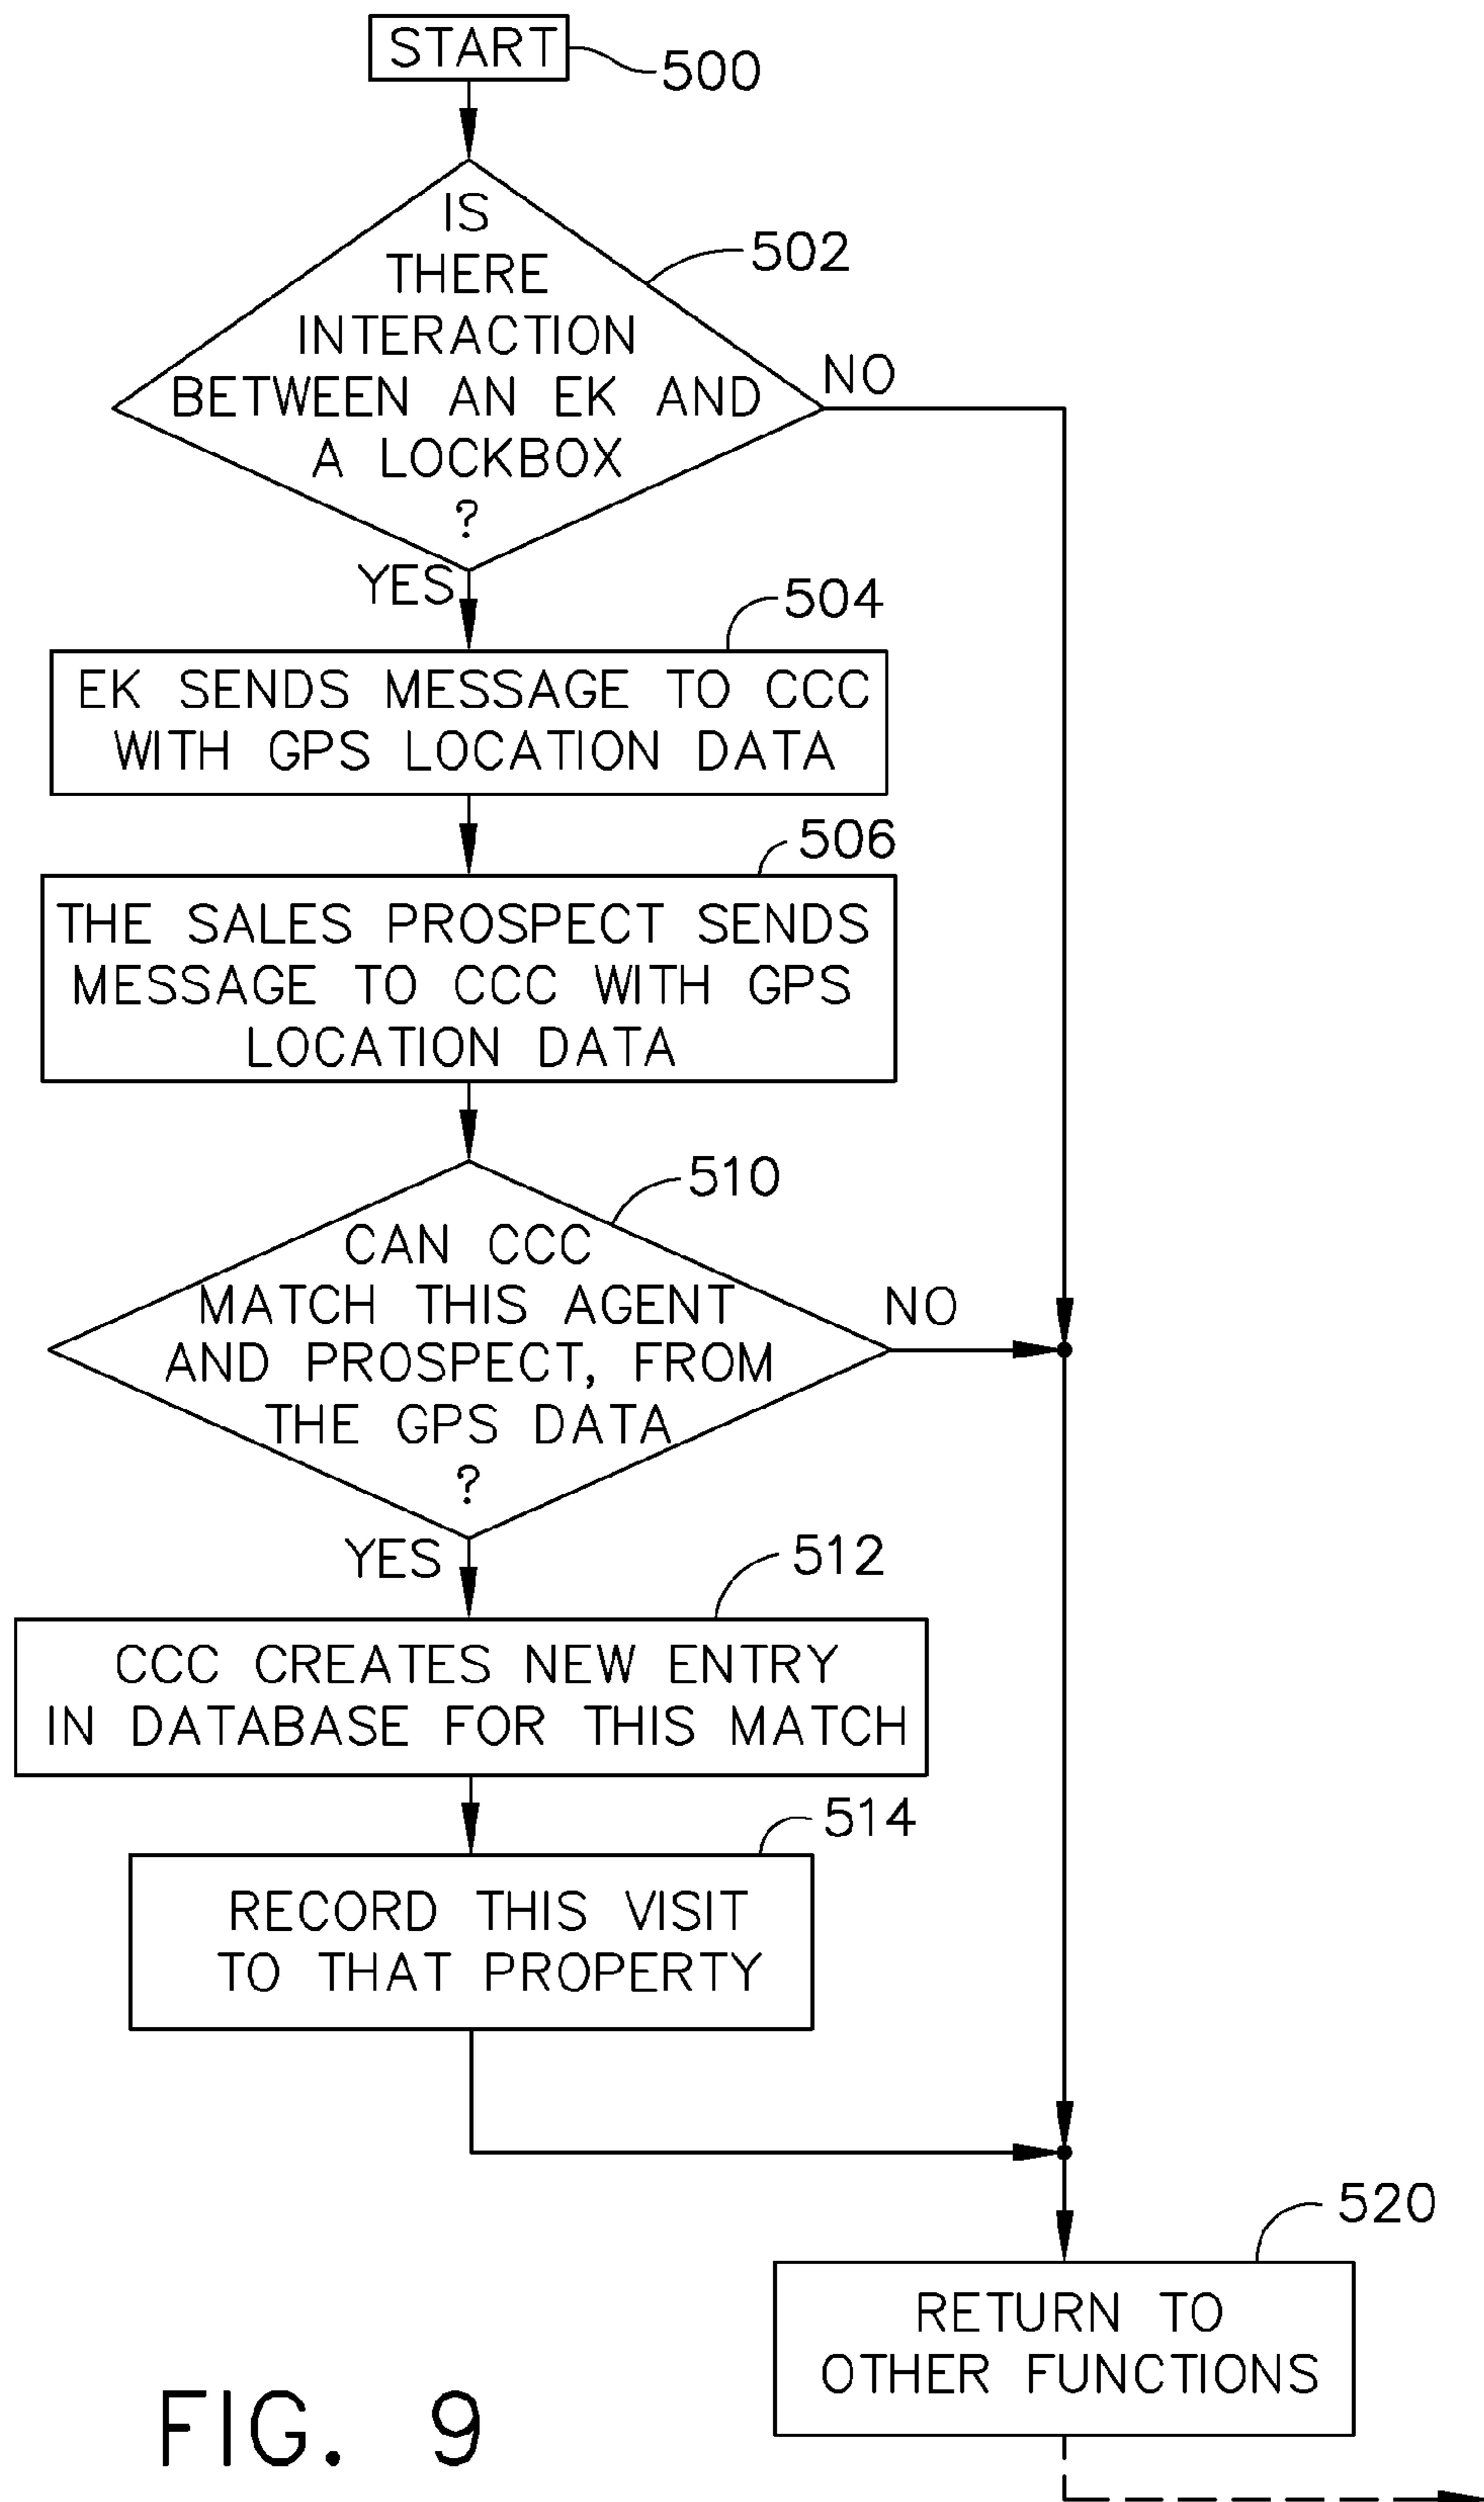 START
500
IS
THERE
INTERACTION
BETWEEN AN EK AND
A LOCKBOX
?
502
NO
YES
504
EK SENDS MESSAGE TO CCC
WITH GPS LOCATION DATA
506
THE SALES PROSPECT SENDS
MESSAGE TO CCC WITH GPS
LOCATION DATA
510
CAN CCC
MATCH THIS AGENT
AND PROSPECT, FROM
THE GPS DATA
?
NO
YES
512
CCC CREATES NEW ENTRY
IN DATABASE FOR THIS MATCH
514
RECORD THIS VISIT
TO THAT PROPERTY
520
RETURN TO
OTHER FUNCTIONS
FIG. 9